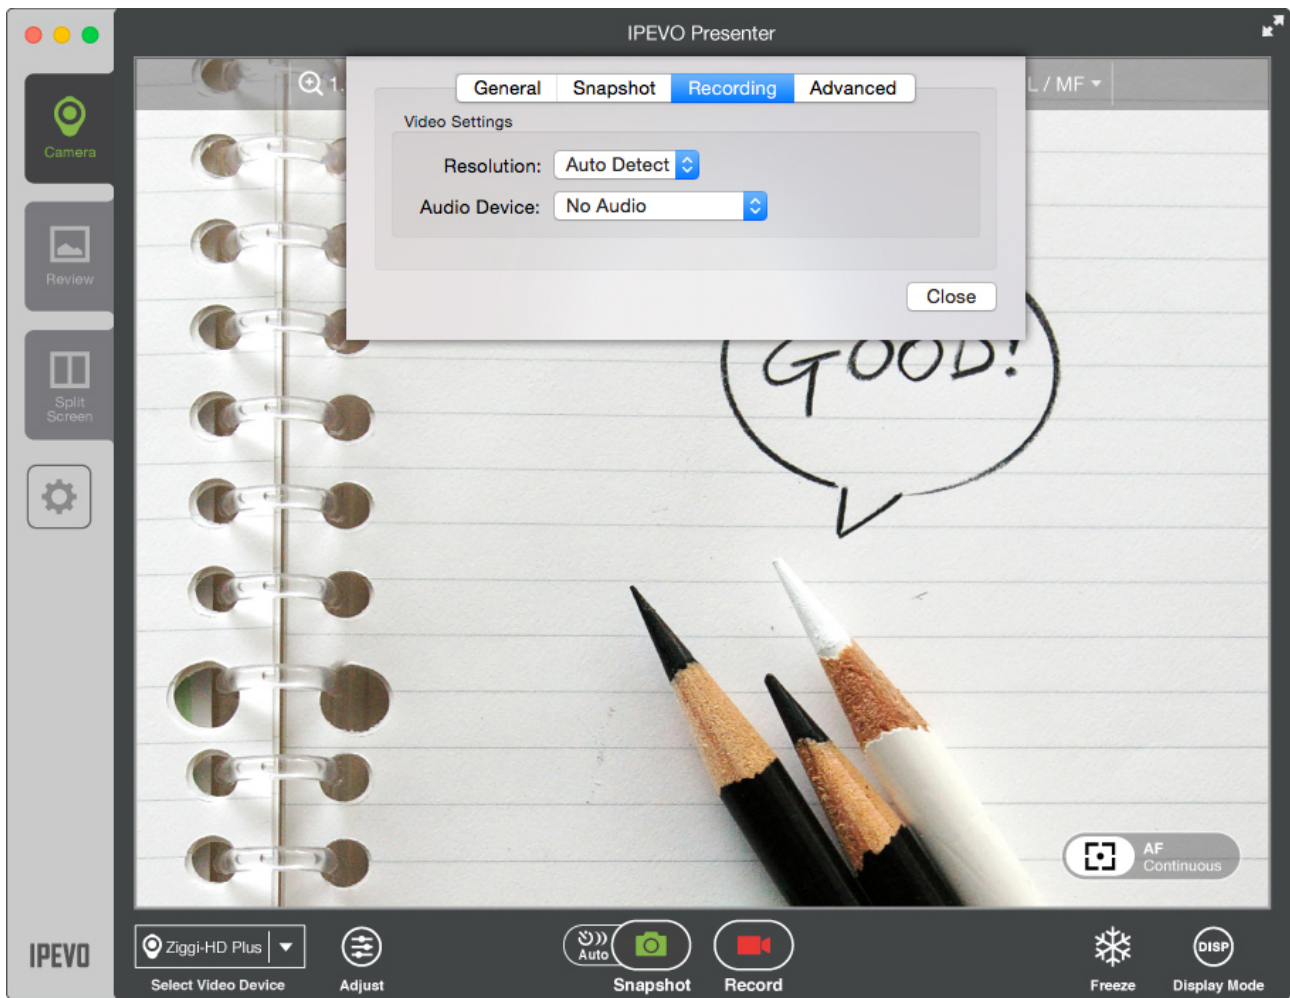 IPEVO Presenter
1.
L / MF
General Snapshot Recording Advanced
Video Settings
Resolution: Auto Detect
Audio Device: No Audio
Close
Camera
Review
Split
Screen
GOOD!
AF
Continuous
IPEVO
Ziggi-HD Plus
Select Video Device
Adjust
Auto
Snapshot
Record
Freeze
DISP
Display Mode